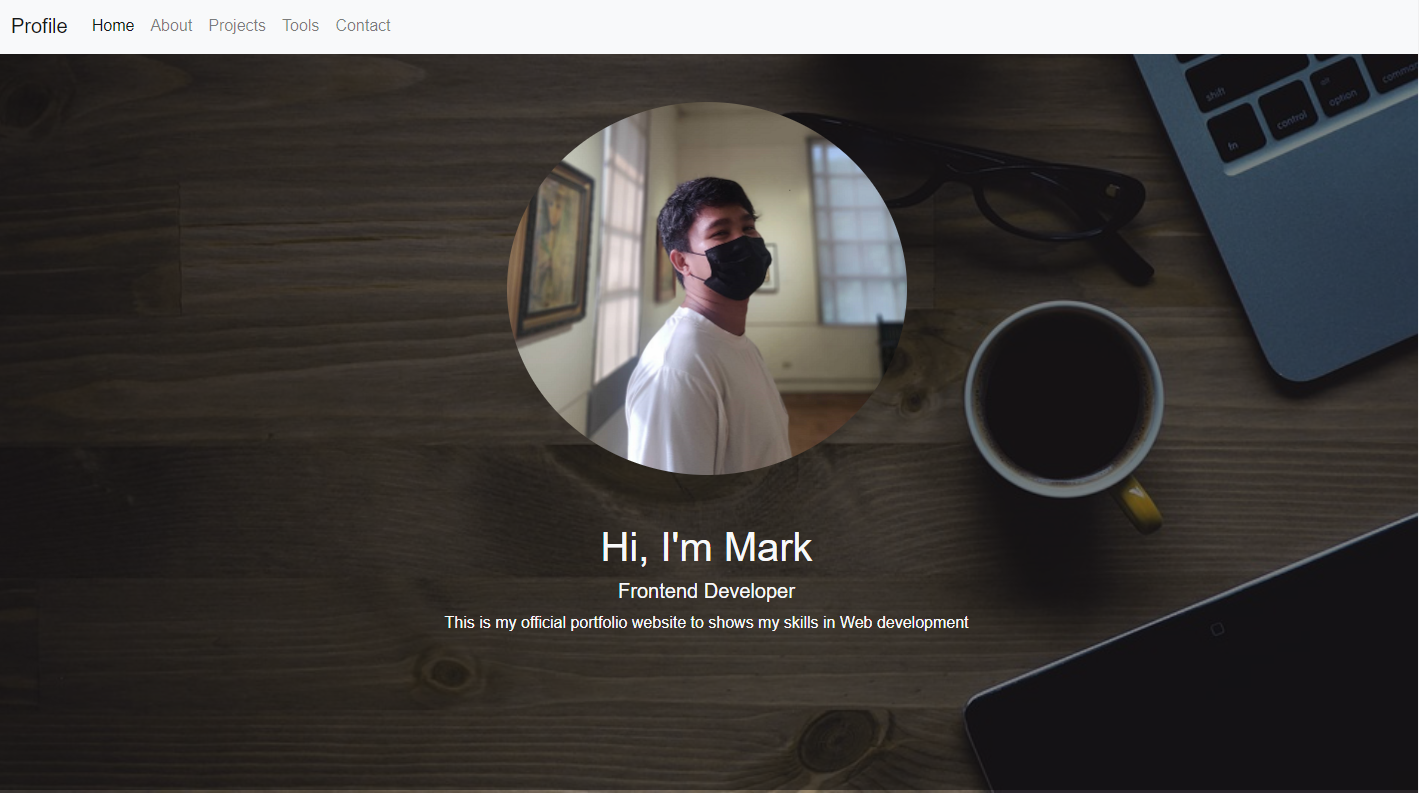 Profile Home About Projects Tools Contact
shift
fn control option command
Hi, I'm Mark
Frontend Developer
This is my official portfolio website to shows my skills in Web development